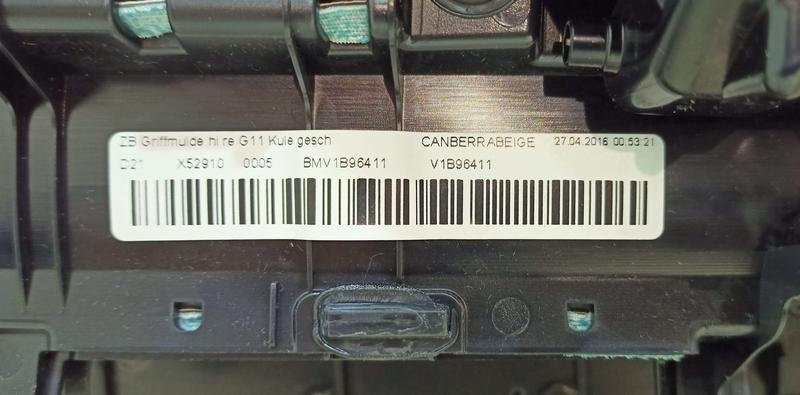 ZB Griffmulde hi re G11 Kule gesch CANBERRABEIGE 27.04.2016 00:53:21
D21 X52910 0005 BMV1B96411 V1B96411